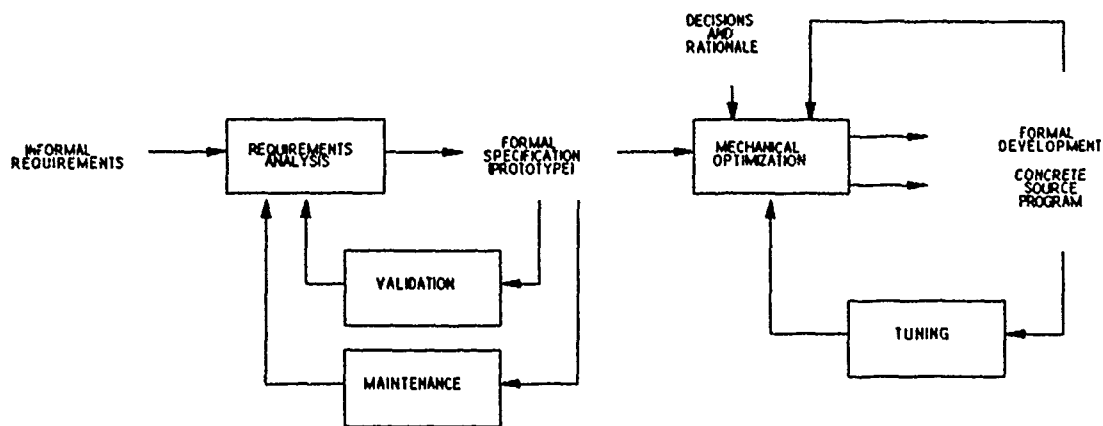 DECISIONS
AND
RATIONALE
INFORMAL
REQUIREMENTS
REQUIREMENTS
ANALYSIS
FORMAL
SPECIFICATION
(PROTOTYPE)
MECHANICAL
OPTIMIZATION
FORMAL
DEVELOPMENT
CONCRETE
SOURCE
PROGRAM
VALIDATION
MAINTENANCE
TUNING